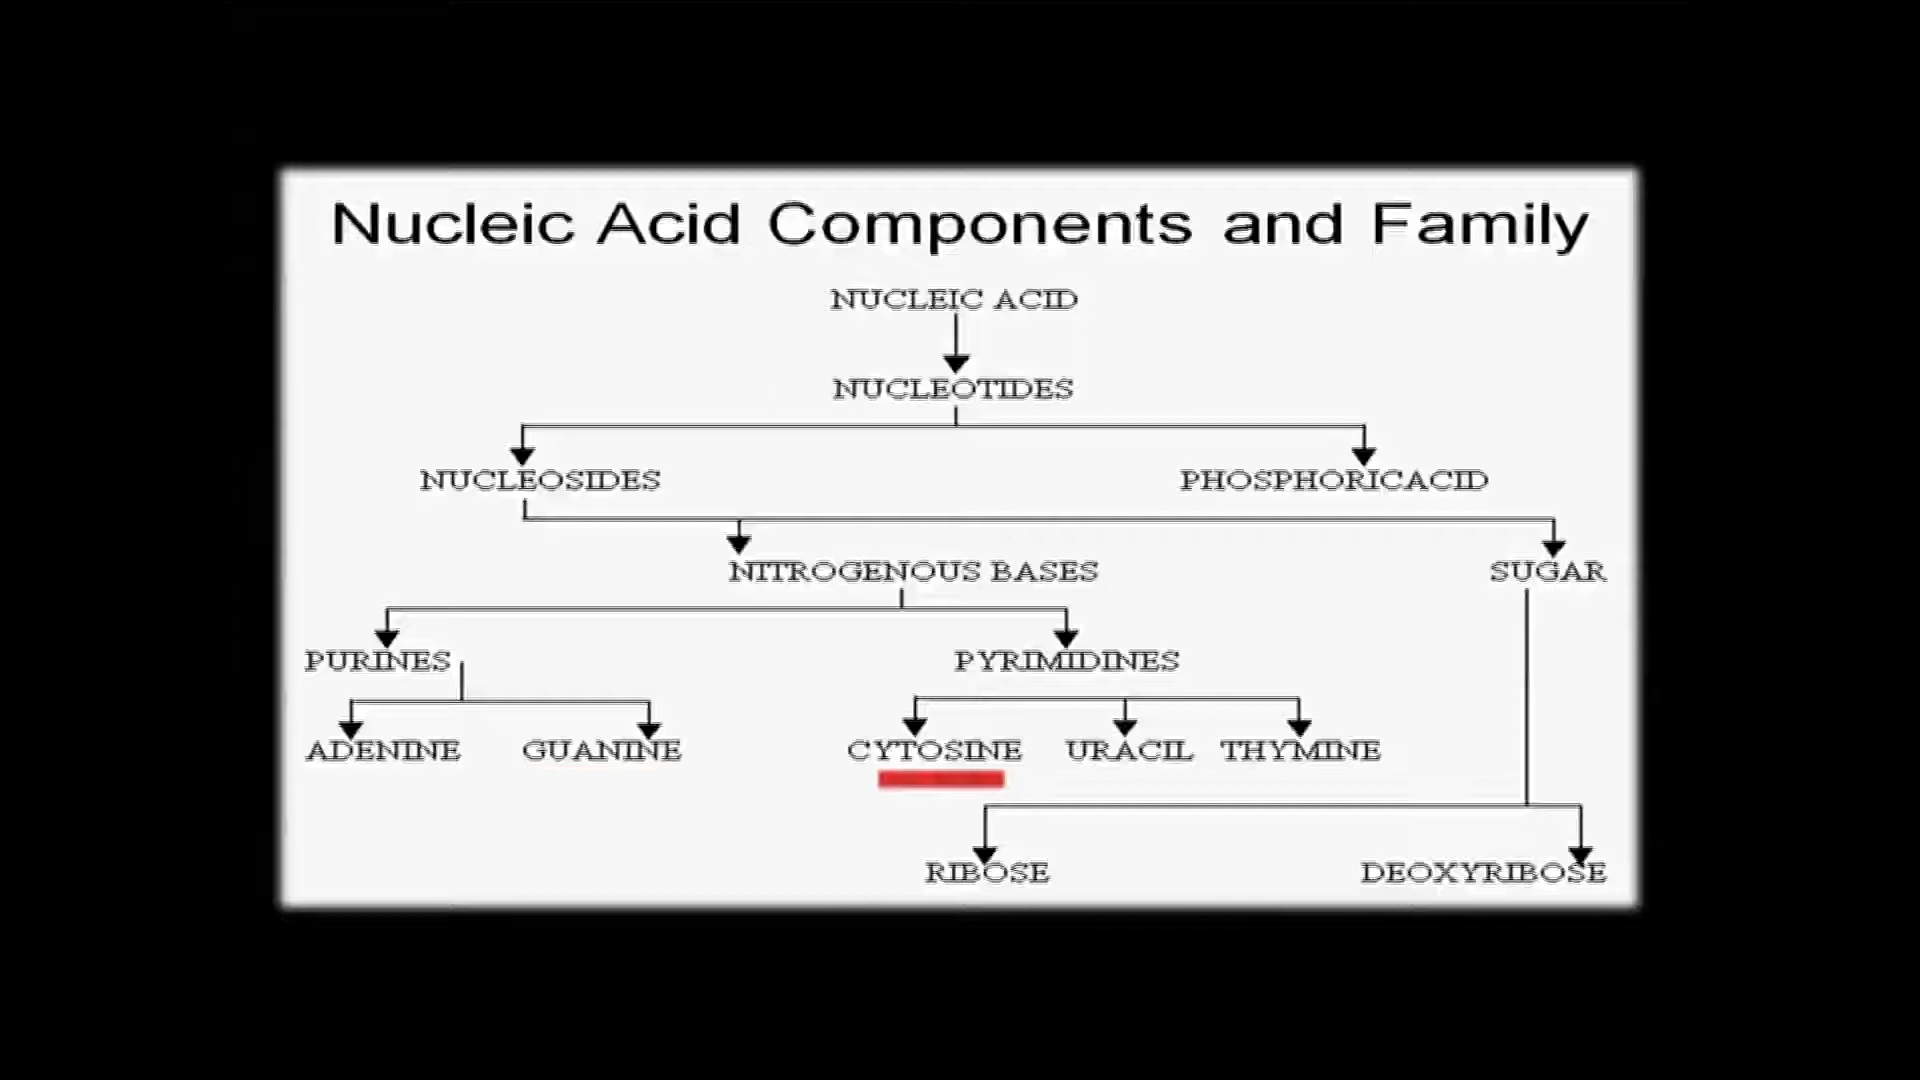 Nucleic Acid Components and Family
NUCLEIC ACID
NUCLEOTIDES
NUCLEOSIDES PHOSPHORICACID
NITROGENOUS BASES SUGAR
PURINES PYRIMIDINES
ADENINE GUANINE CYTOSINE URACIL THYMINE
RIBOSE DEOXYRIBOSE